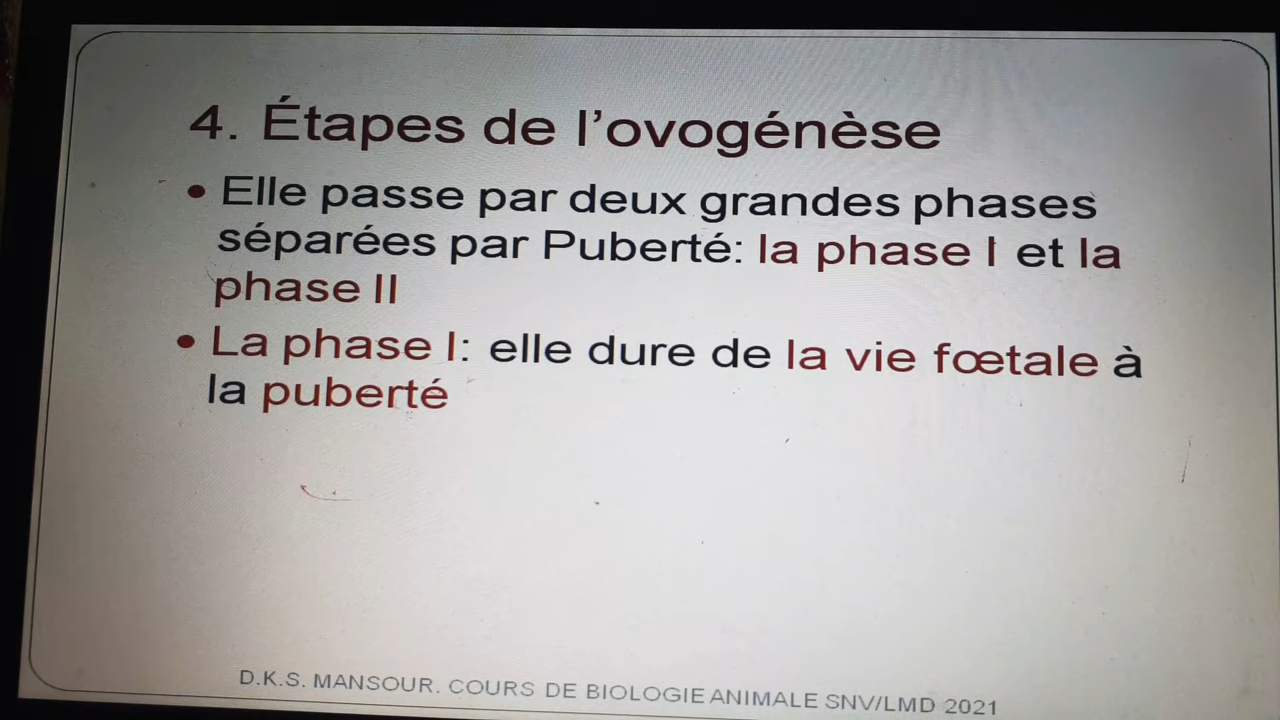 4. Étapes de l’ovogénèse
• Elle passe par deux grandes phases
séparées par Puberté: la phase I et la
phase II
• La phase I: elle dure de la vie fœtale à
la puberté
D.K.S. MANSOUR. COURS DE BIOLOGIE ANIMALE SNV/LMD 2021